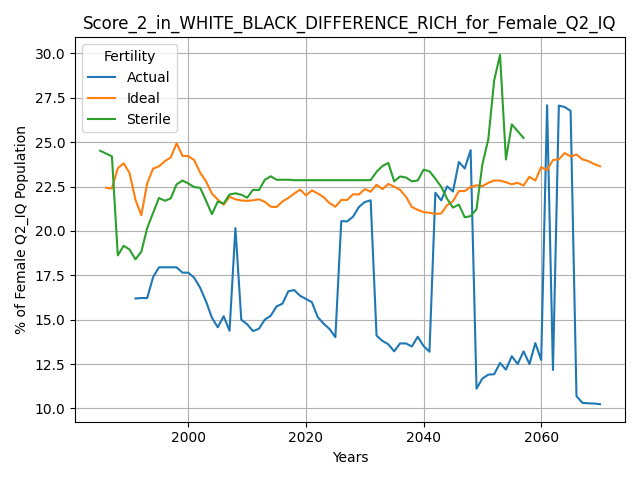 Score_2_in_WHITE_BLACK_DIFFERENCE_RICH_for_Female_Q2_IQ
Fertility
Actual
Ideal
Sterile
% of Female Q2_IQ Population
30.0
27.5
25.0
22.5
20.0
17.5
15.0
12.5
10.0
2000
2020
2040
2060
Years